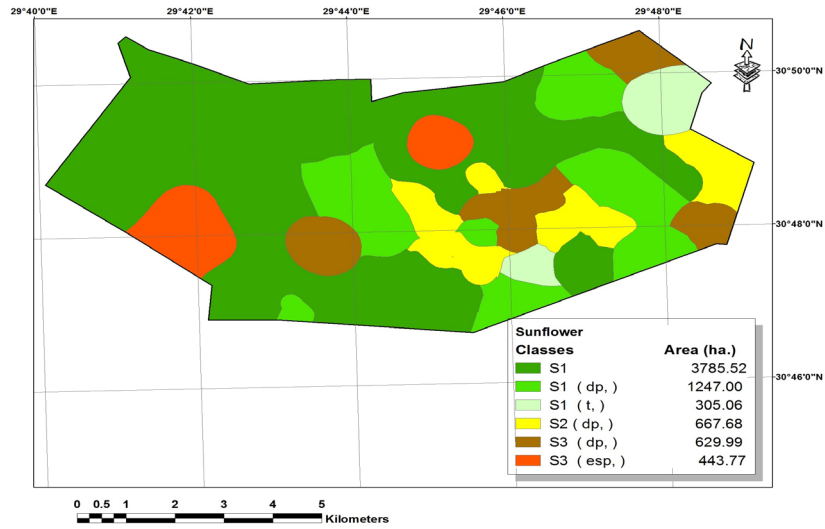 29°40'0"E 29°42'0"E 29°44'0"E 29°46'0"E 29°48'0"E
N
30°50'0"N
30°48'0"N
30°46'0"N
Sunflower
Classes Area (ha.)
S1 3785.52
S1 ( dp, ) 1247.00
S1 ( t, ) 305.06
S2 ( dp, ) 667.68
S3 ( dp, ) 629.99
S3 ( esp, ) 443.77
0 0.5 1 2 3 4 5
Kilometers